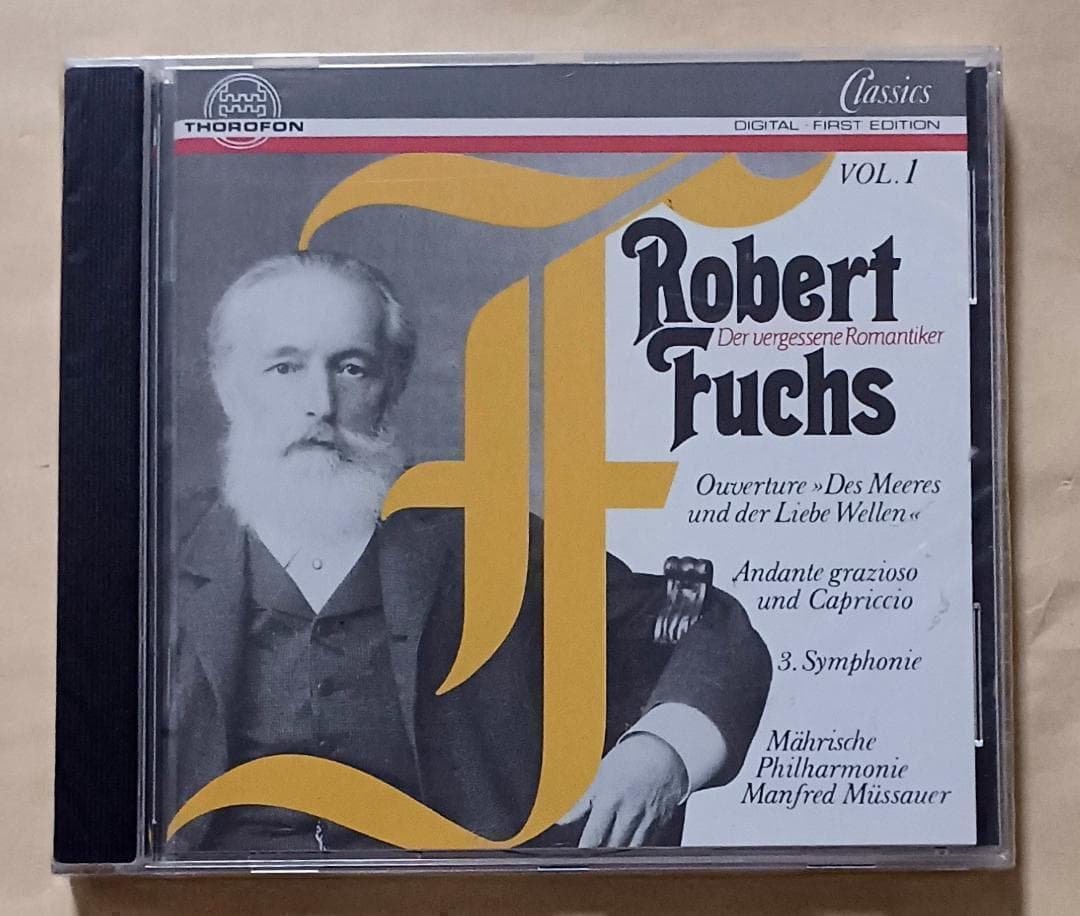 THOROFON
Classics
DIGITAL · FIRST EDITION
VOL.1
F
Robert
Der vergessene Romantiker
Fuchs
Ouverture »Des Meeres
und der Liebe Wellen«
Andante grazioso
und Capriccio
3. Symphonie
Mährische
Philharmonie
Manfred Müssauer